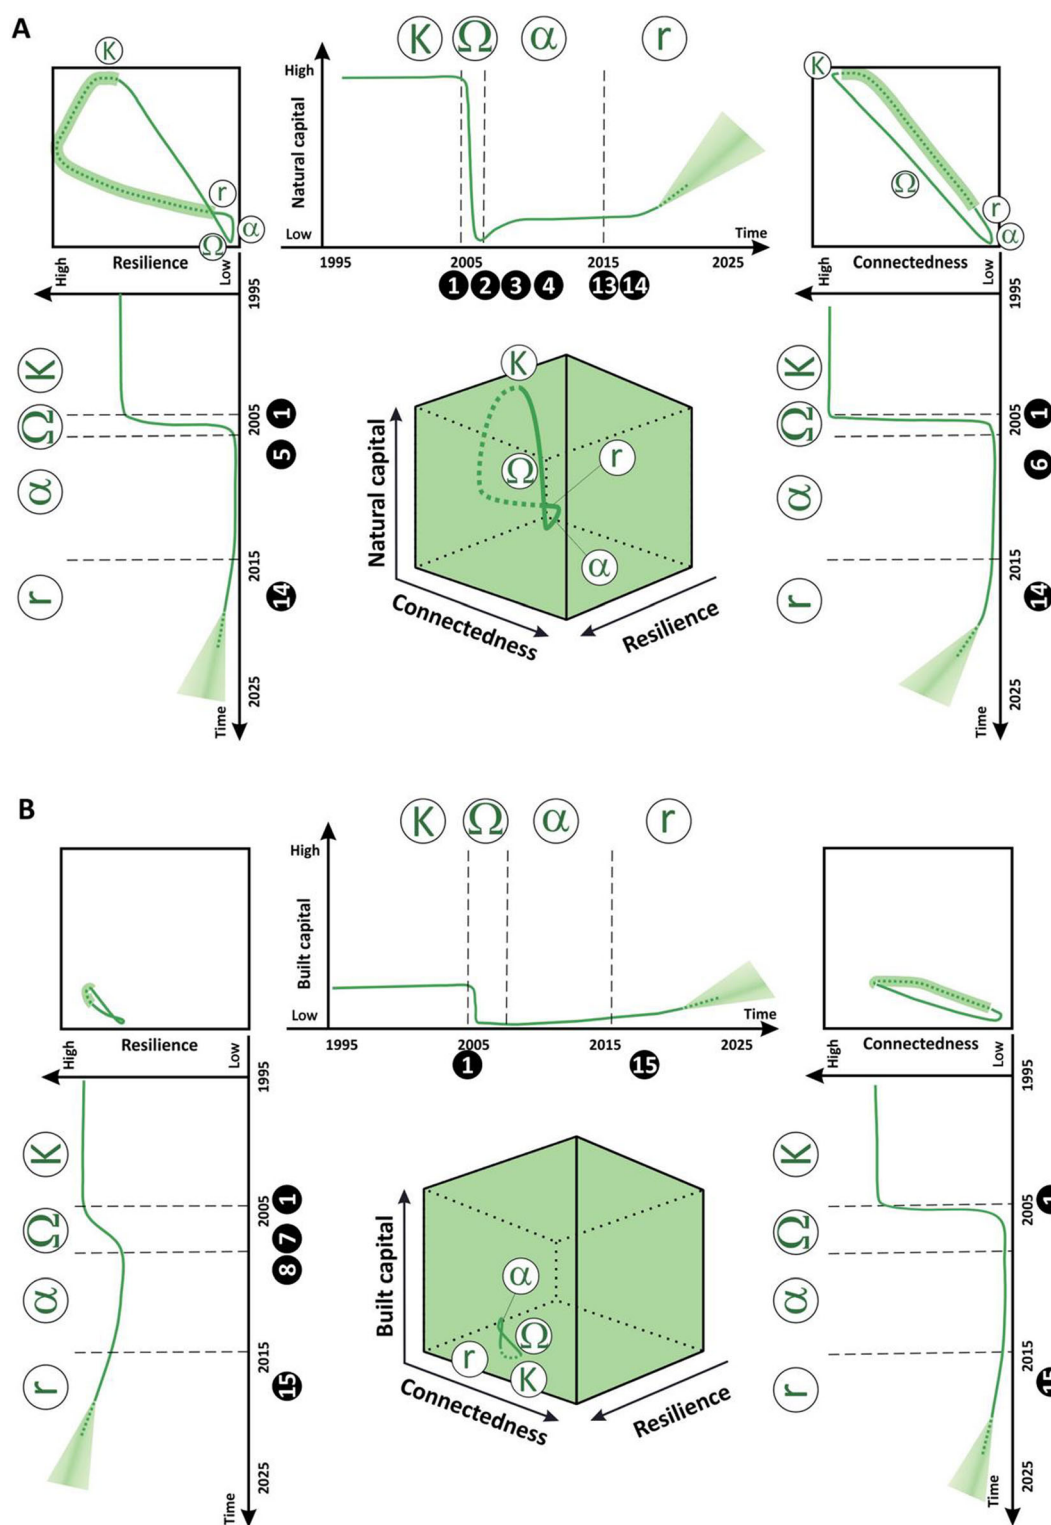 A
K
r
α
Ω
High
Resilience
Low
K Ω α r
High
Natural capital
Low
Time
1995 2005 2015 2025
1 2 3 4 13 14
K
Ω
r
α
High
Connectedness
Low
1995
K
2005
1
Ω
5
α
2015
r
14
2025
Time
K
Ω
r
α
Natural capital
Connectedness
Resilience
1995
K
2005
1
Ω
6
α
2015
r
14
2025
Time
B
High
Resilience
Low
K Ω α r
High
Built capital
Low
Time
1995 2005 2015 2025
1 15
High
Connectedness
Low
1995
K
2005
1
Ω
7
8
α
2015
r
15
2025
Time
α
Ω
r
K
Built capital
Connectedness
Resilience
1995
K
2005
1
Ω
α
2015
r
15
2025
Time